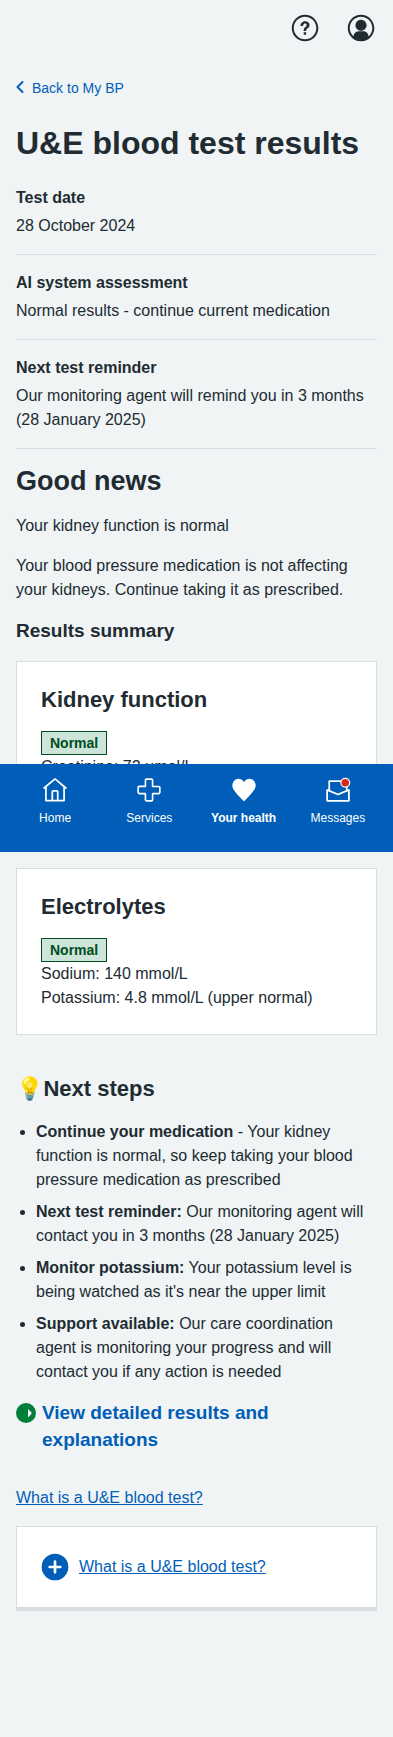 Back to My BP
U&E blood test results
Test date
28 October 2024
AI system assessment
Normal results - continue current medication
Next test reminder
Our monitoring agent will remind you in 3 months
(28 January 2025)
Good news
Your kidney function is normal
Your blood pressure medication is not affecting
your kidneys. Continue taking it as prescribed.
Results summary
Kidney function
Normal
Home
Services
Your health
Messages
Electrolytes
Normal
Sodium: 140 mmol/L
Potassium: 4.8 mmol/L (upper normal)
💡Next steps
• Continue your medication - Your kidney
function is normal, so keep taking your blood
pressure medication as prescribed
• Next test reminder: Our monitoring agent will
contact you in 3 months (28 January 2025)
• Monitor potassium: Your potassium level is
being watched as it's near the upper limit
• Support available: Our care coordination
agent is monitoring your progress and will
contact you if any action is needed
View detailed results and
explanations
What is a U&E blood test?
What is a U&E blood test?